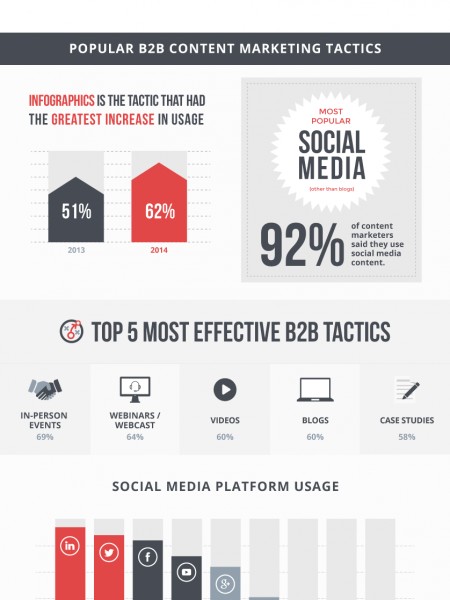 POPULAR B2B CONTENT MARKETING TACTICS
INFOGRAPHICS IS THE TACTIC THAT HAD
THE GREATEST INCREASE IN USAGE
51%
62%
2013
2014
MOST
POPULAR
SOCIAL
MEDIA
(other than blogs)
92%
of content
marketers
said they use
social media
content.
TOP 5 MOST EFFECTIVE B2B TACTICS
IN-PERSON
EVENTS
69%
WEBINARS /
WEBCAST
64%
VIDEOS
60%
BLOGS
60%
CASE STUDIES
58%
SOCIAL MEDIA PLATFORM USAGE
in
f
g+